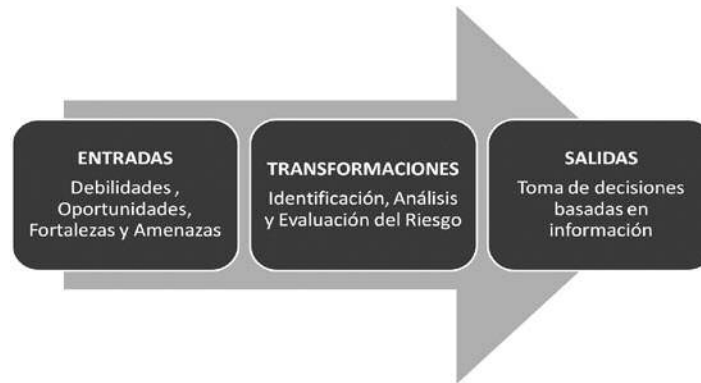 ENTRADAS
Debilidades ,
Oportunidades,
Fortalezas y Amenazas
TRANSFORMACIONES
Identificación, Análisis
y Evaluación del Riesgo
SALIDAS
Toma de decisiones
basadas en
información